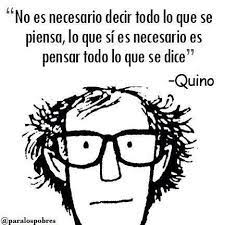 “No es necesario decir todo lo que se
piensa, lo que sí es necesario es
pensar todo lo que se dice”
-Quino
@paralospobres